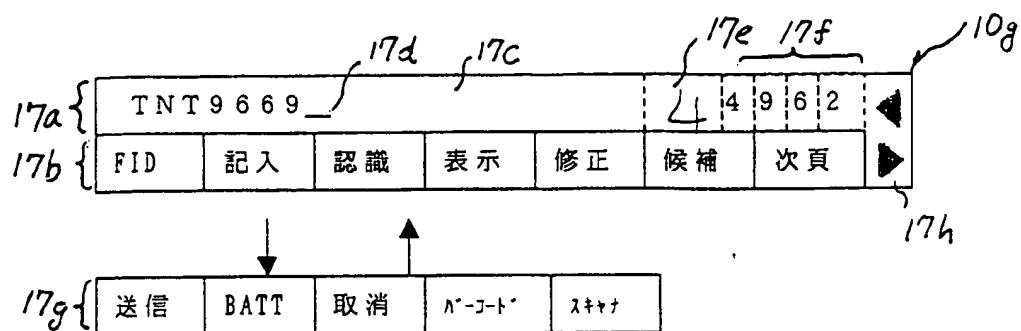 17d 17c 17e 17f 10g
17a TNT9669_ 4 4 9 6 2
17b FID 記入 認識 表示 修正 候補 次頁
17h
17g 送信 BATT 取消 バーコード スキャナ